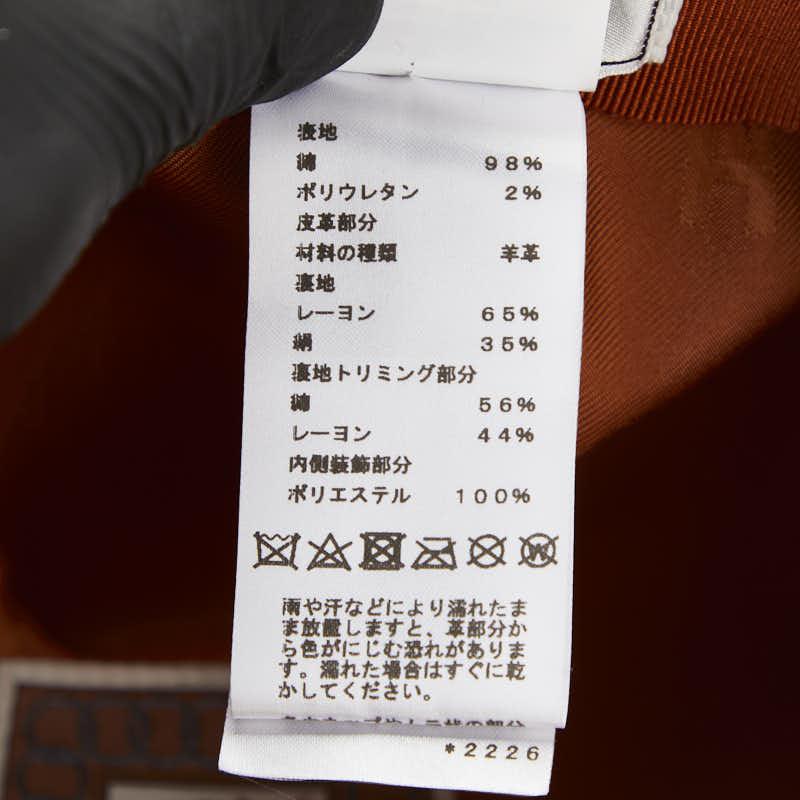 表地
綿 98%
ポリウレタン 2%
皮革部分
材料の種類 羊革
裏地
レーヨン 65%
絹 35%
裏地トリミング部分
綿 56%
レーヨン 44%
内側装飾部分
ポリエステル 100%
雨や汗などにより濡れたま
ま放置しますと、革部分か
ら色がにじむ恐れがありま
す。濡れた場合はすぐに乾
かしてください。
*2226